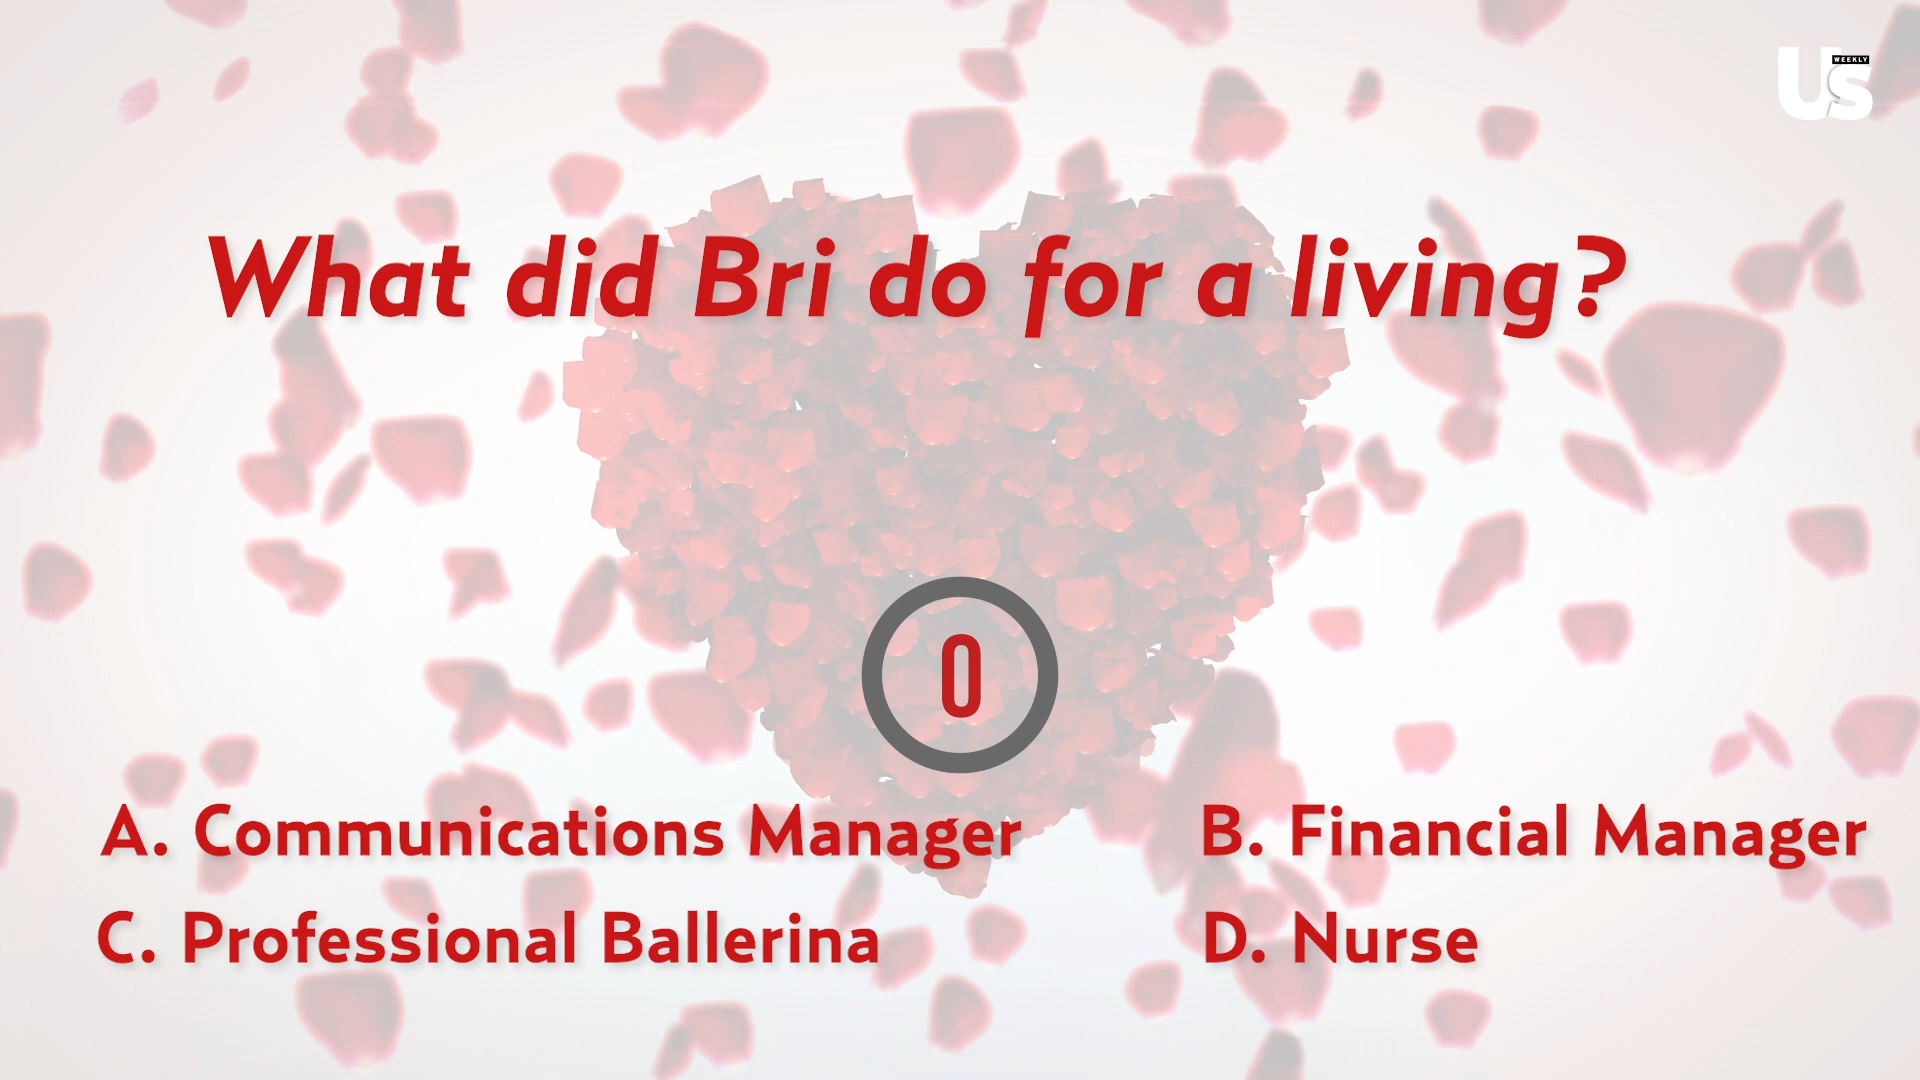 Us
WEEKLY
What did Bri do for a living?
0
A. Communications Manager
B. Financial Manager
C. Professional Ballerina
D. Nurse